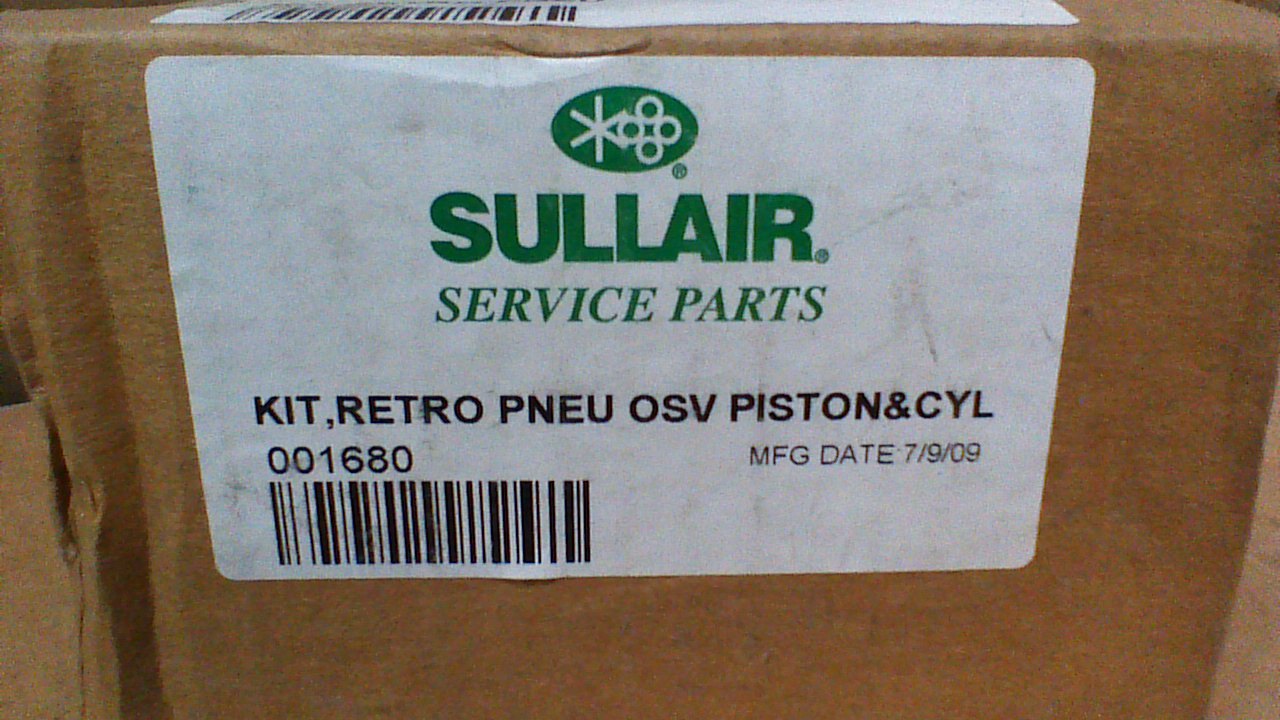 SULLAIR®
SERVICE PARTS
KIT,RETRO PNEU OSV PISTON&CYL
001680
MFG DATE 7/9/09